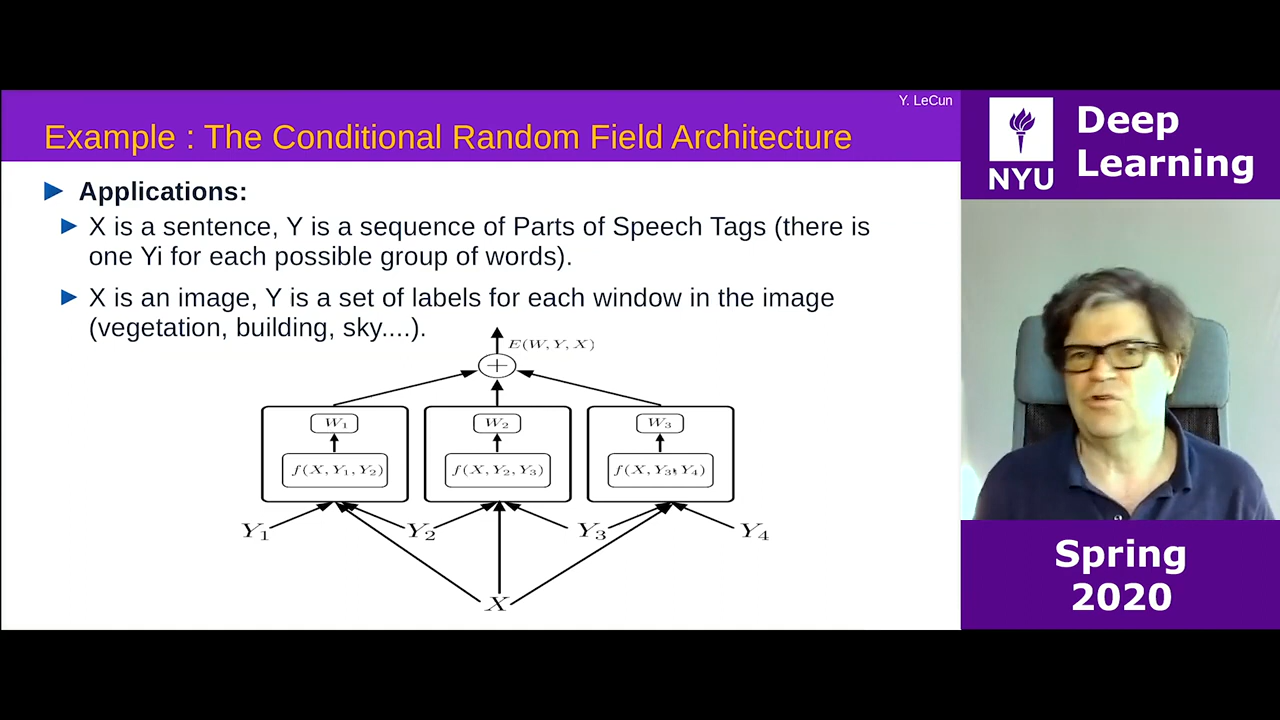 Y. LeCun
Example : The Conditional Random Field Architecture
Applications:
X is a sentence, Y is a sequence of Parts of Speech Tags (there is
one Yi for each possible group of words).
X is an image, Y is a set of labels for each window in the image
(vegetation, building, sky....).
E(W, Y, X)
+
W₁ W₂ W₃
f(X, Y₁, Y₂) f(X, Y₂, Y₃) f(X, Y₃, Y₄)
Y₁ Y₂ Y₃ Y₄
X
NYU
Deep
Learning
Spring
2020